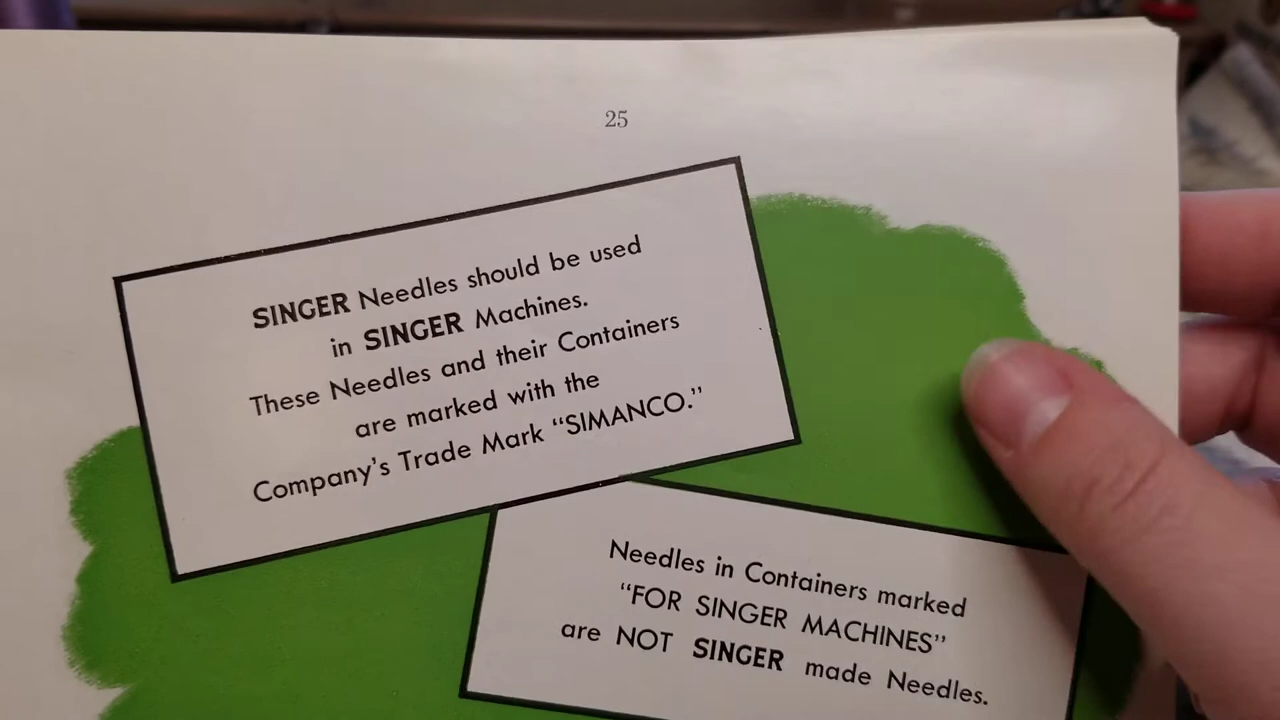 25
SINGER Needles should be used
in SINGER Machines.
These Needles and their Containers
are marked with the
Company's Trade Mark “SIMANCO.”
Needles in Containers marked
“FOR SINGER MACHINES”
are NOT SINGER made Needles.